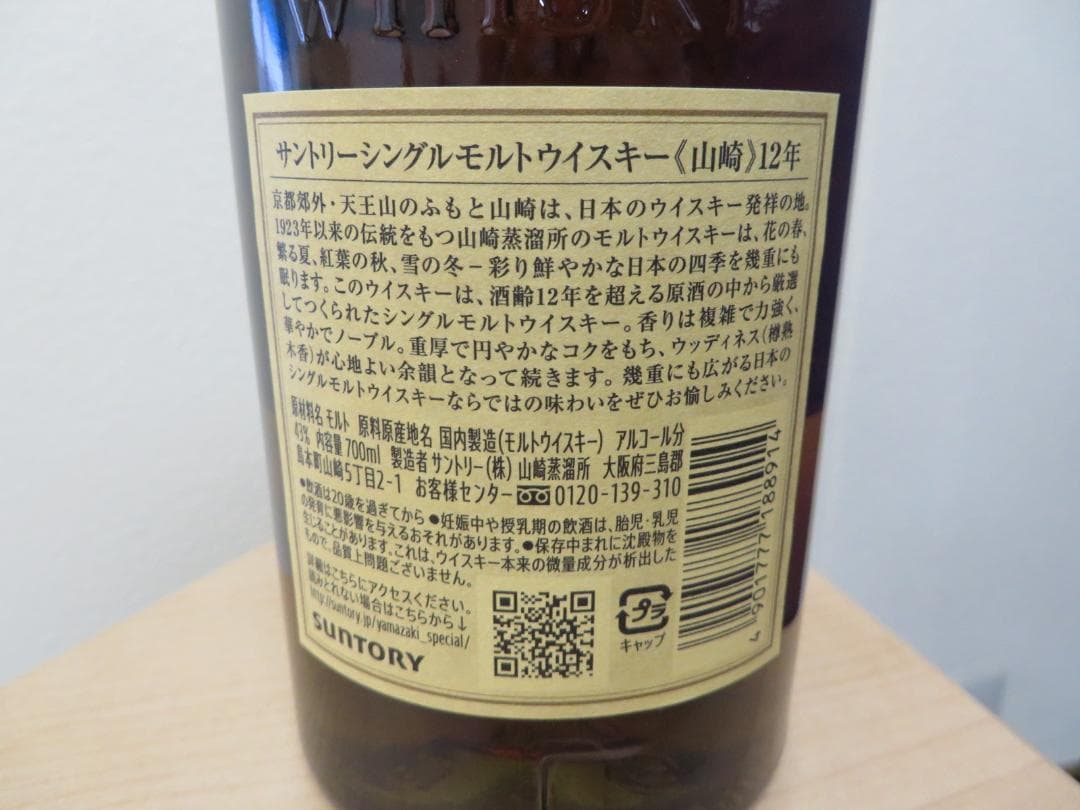 サントリーシングルモルトウイスキー《山崎》12年
京都郊外・天王山のふもと山崎は、日本のウイスキー発祥の地。
1923年以来の伝統をもつ山崎蒸溜所のモルトウイスキーは、花の春、
繁る夏、紅葉の秋、雪の冬－彩り鮮やかな日本の四季を幾重にも
眠ります。このウイスキーは、酒齢12年を超える原酒の中から厳選
してつくられたシングルモルトウイスキー。香りは複雑で力強く、
華やかでノーブル。重厚で円やかなコクをもち、ウッディネス(樽熟
木香)が心地よい余韻となって続きます。幾重にも広がる日本の
シングルモルトウイスキーならではの味わいをぜひお愉しみください。
原材料名 モルト 原料原産地名 国内製造(モルトウイスキー) アルコール分
43% 内容量700ml 製造者 サントリー(株) 山崎蒸溜所 大阪府三島郡
島本町山崎5丁目2-1 お客様センター 0120-139-310
●飲酒は20歳を過ぎてから ●妊娠中や授乳期の飲酒は、胎児・乳児
の発育に悪影響を与えるおそれがあります。●保存中まれに沈殿物を
生じることがあります。これは、ウイスキー本来の微量成分が析出した
もので、品質上問題ございません。
詳細はこちらにアクセスください。
読みとれない場合はこちらから↓
http://suntory.jp/yamazaki_special/
SUNTORY
プラ
キャップ
4 901777 188914